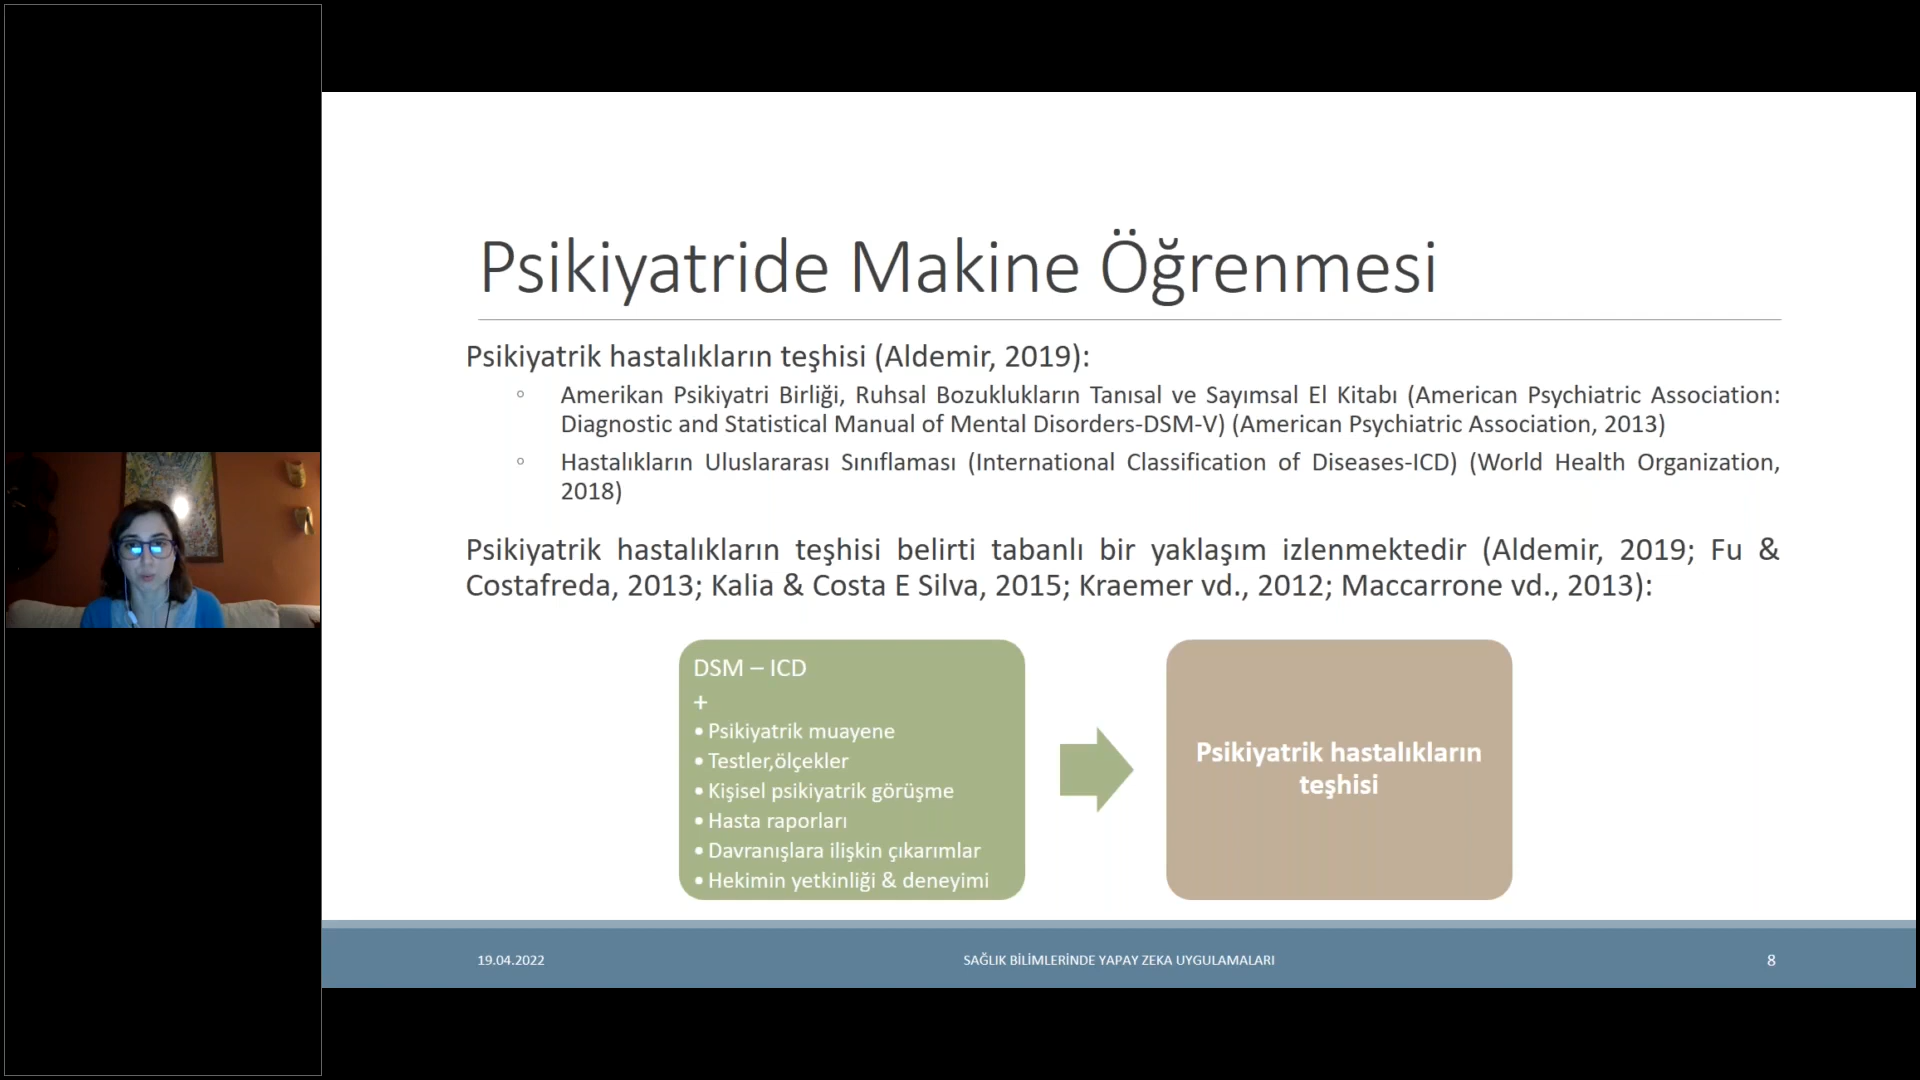 Psikiyatride Makine Öğrenmesi
Psikiyatrik hastalıkların teşhisi (Aldemir, 2019):
◦ Amerikan Psikiyatri Birliği, Ruhsal Bozuklukların Tanısal ve Sayımsal El Kitabı (American Psychiatric Association:
Diagnostic and Statistical Manual of Mental Disorders-DSM-V) (American Psychiatric Association, 2013)
◦ Hastalıkların Uluslararası Sınıflaması (International Classification of Diseases-ICD) (World Health Organization,
2018)
Psikiyatrik hastalıkların teşhisi belirti tabanlı bir yaklaşım izlenmektedir (Aldemir, 2019; Fu &
Costafreda, 2013; Kalia & Costa E Silva, 2015; Kraemer vd., 2012; Maccarrone vd., 2013):
DSM – ICD
+
• Psikiyatrik muayene
• Testler,ölçekler
• Kişisel psikiyatrik görüşme
• Hasta raporları
• Davranışlara ilişkin çıkarımlar
• Hekimin yetkinliği & deneyimi
Psikiyatrik hastalıkların
teşhisi
19.04.2022
SAĞLIK BİLİMLERİNDE YAPAY ZEKA UYGULAMALARI
8